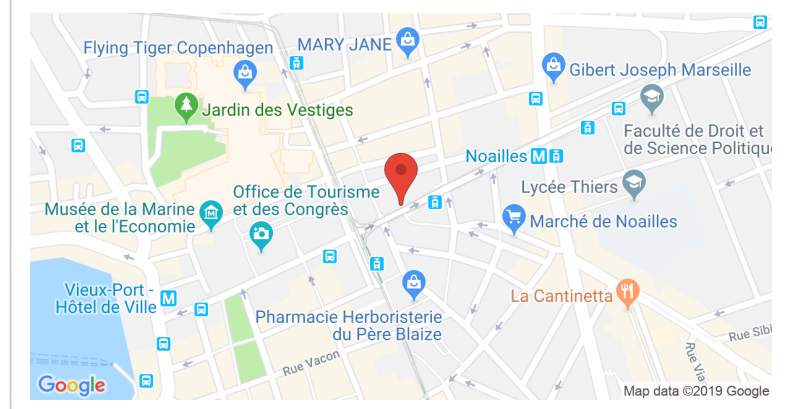 Flying Tiger Copenhagen
MARY JANE
Gibert Joseph Marseille
Jardin des Vestiges
Faculté de Droit et
de Science Politiqu
Noailles M
Lycée Thiers
Office de Tourisme
et des Congrès
Musée de la Marine
et le l'Economie
Marché de Noailles
Vieux-Port -
Hôtel de Ville M
La Cantinetta
Pharmacie Herboristerie
du Père Blaize
Rue Vacon
Rue Sibi
Rue Via
Google
Map data ©2019 Google